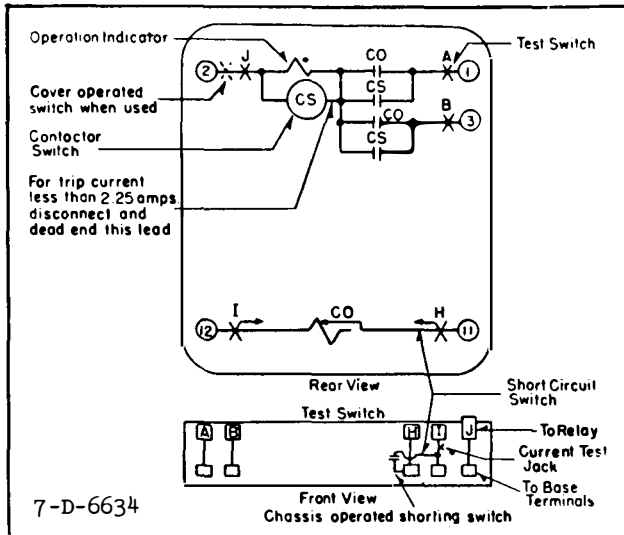 Operation Indicator
Test Switch
CO
J
A
2
1
Cover operated
switch when used
CS
CS
B
CO
3
Contactor
Switch
CS
For trip current
less than 2.25 amps.
disconnect and
dead end this lead
I
CO
H
12
11
Rear View
Short Circuit
Switch
Test Switch
A
B
H
I
J
To Relay
Current Test
Jack
To Base
Terminals
Front View
7-D-6634
Chassis operated shorting switch